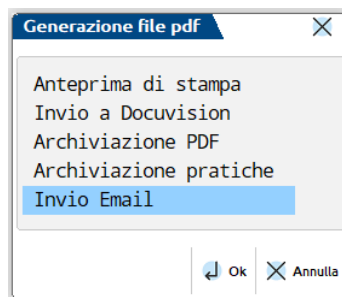 Generazione file pdf
Anteprima di stampa
Invio a Docuvision
Archiviazione PDF
Archiviazione pratiche
Invio Email
Ok Annulla